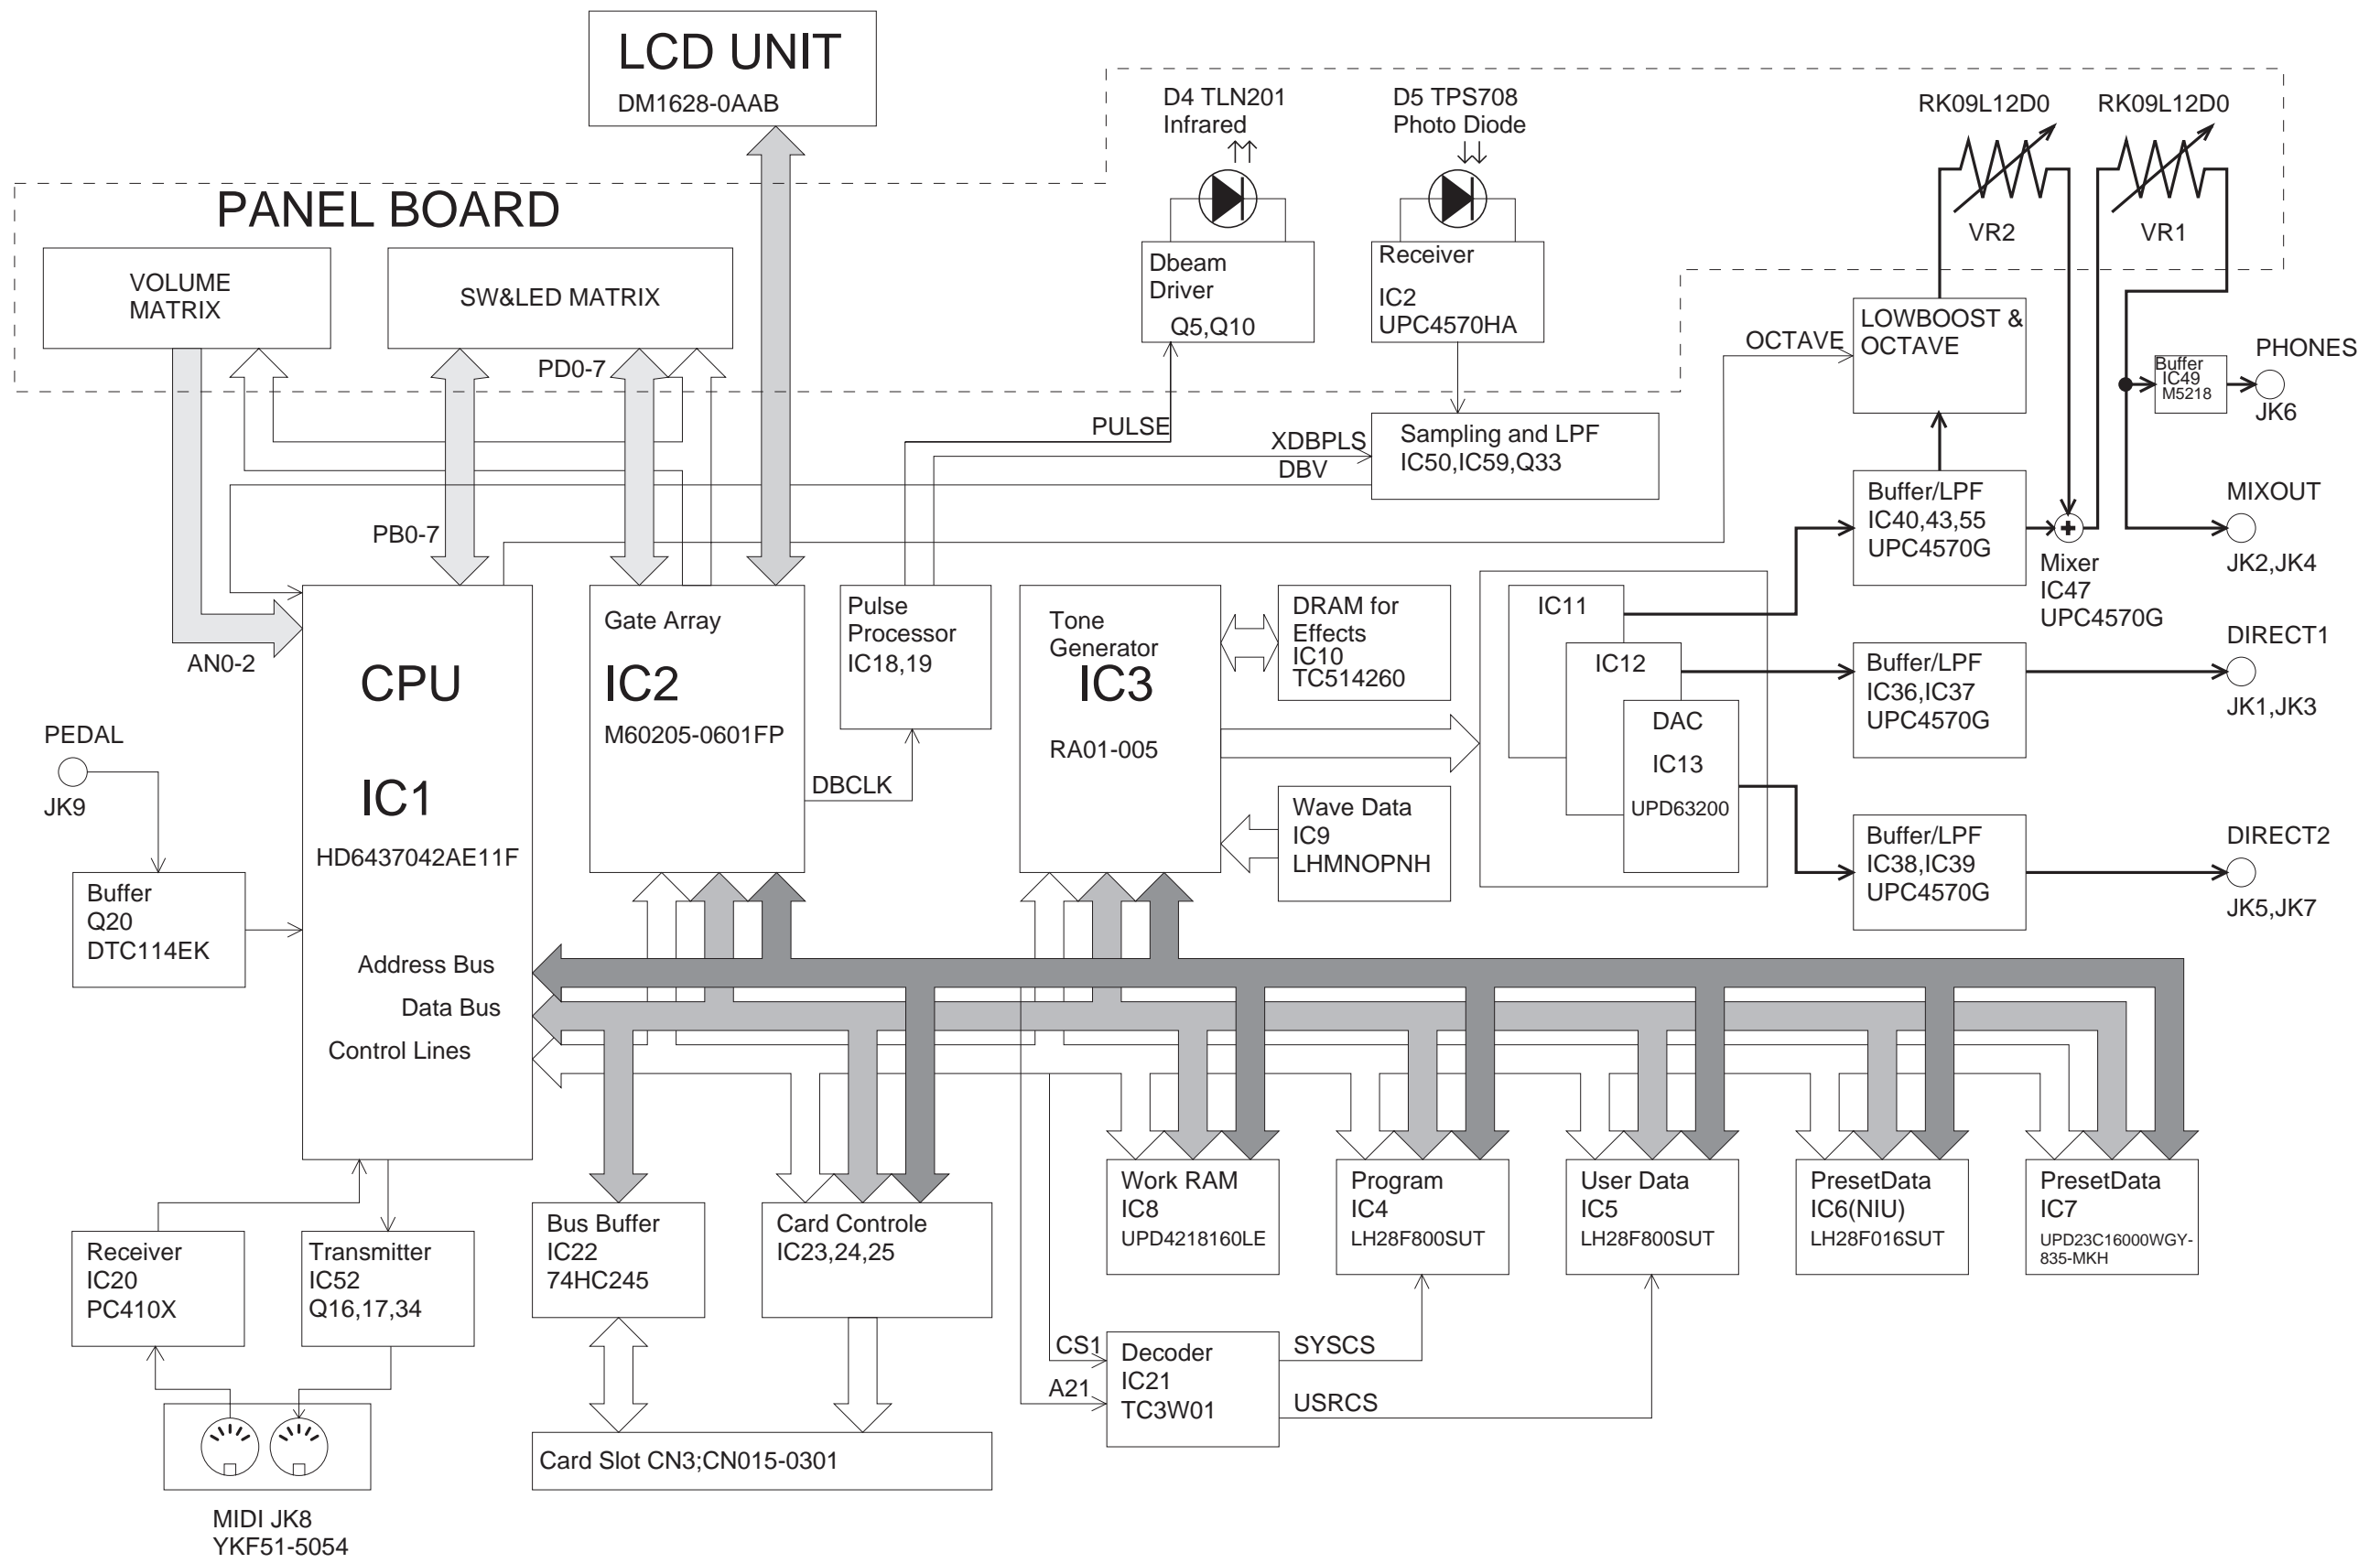 LCD UNIT
DM1628-0AAB
PANEL BOARD
VOLUME
MATRIX
SW&LED MATRIX
D4 TLN201
Infrared
D5 TPS708
Photo Diode
RK09L12D0
RK09L12D0
VR2
VR1
Dbeam
Driver
Q5,Q10
Receiver
IC2
UPC4570HA
LOWBOOST &
OCTAVE
OCTAVE
PD0-7
Buffer
IC49
M5218
PHONES
JK6
PULSE
XDBPLS
DBV
Sampling and LPF
IC50,IC59,Q33
PB0-7
Buffer/LPF
IC40,43,55
UPC4570G
MIXOUT
JK2,JK4
Mixer
IC47
UPC4570G
AN0-2
CPU
IC1
HD6437042AE11F
Address Bus
Data Bus
Control Lines
Gate Array
IC2
M60205-0601FP
Pulse
Processor
IC18,19
DBCLK
Tone
Generator
IC3
RA01-005
DRAM for
Effects
IC10
TC514260
Wave Data
IC9
LHMNOPNH
IC11
IC12
DAC
IC13
UPD63200
Buffer/LPF
IC36,IC37
UPC4570G
DIRECT1
JK1,JK3
Buffer/LPF
IC38,IC39
UPC4570G
DIRECT2
JK5,JK7
PEDAL
JK9
Buffer
Q20
DTC114EK
Receiver
IC20
PC410X
Transmitter
IC52
Q16,17,34
MIDI JK8
YKF51-5054
Bus Buffer
IC22
74HC245
Card Controle
IC23,24,25
Card Slot CN3;CN015-0301
Work RAM
IC8
UPD4218160LE
Program
IC4
LH28F800SUT
User Data
IC5
LH28F800SUT
PresetData
IC6(NIU)
LH28F016SUT
PresetData
IC7
UPD23C16000WGY-
835-MKH
CS1
A21
Decoder
IC21
TC3W01
SYSCS
USRCS